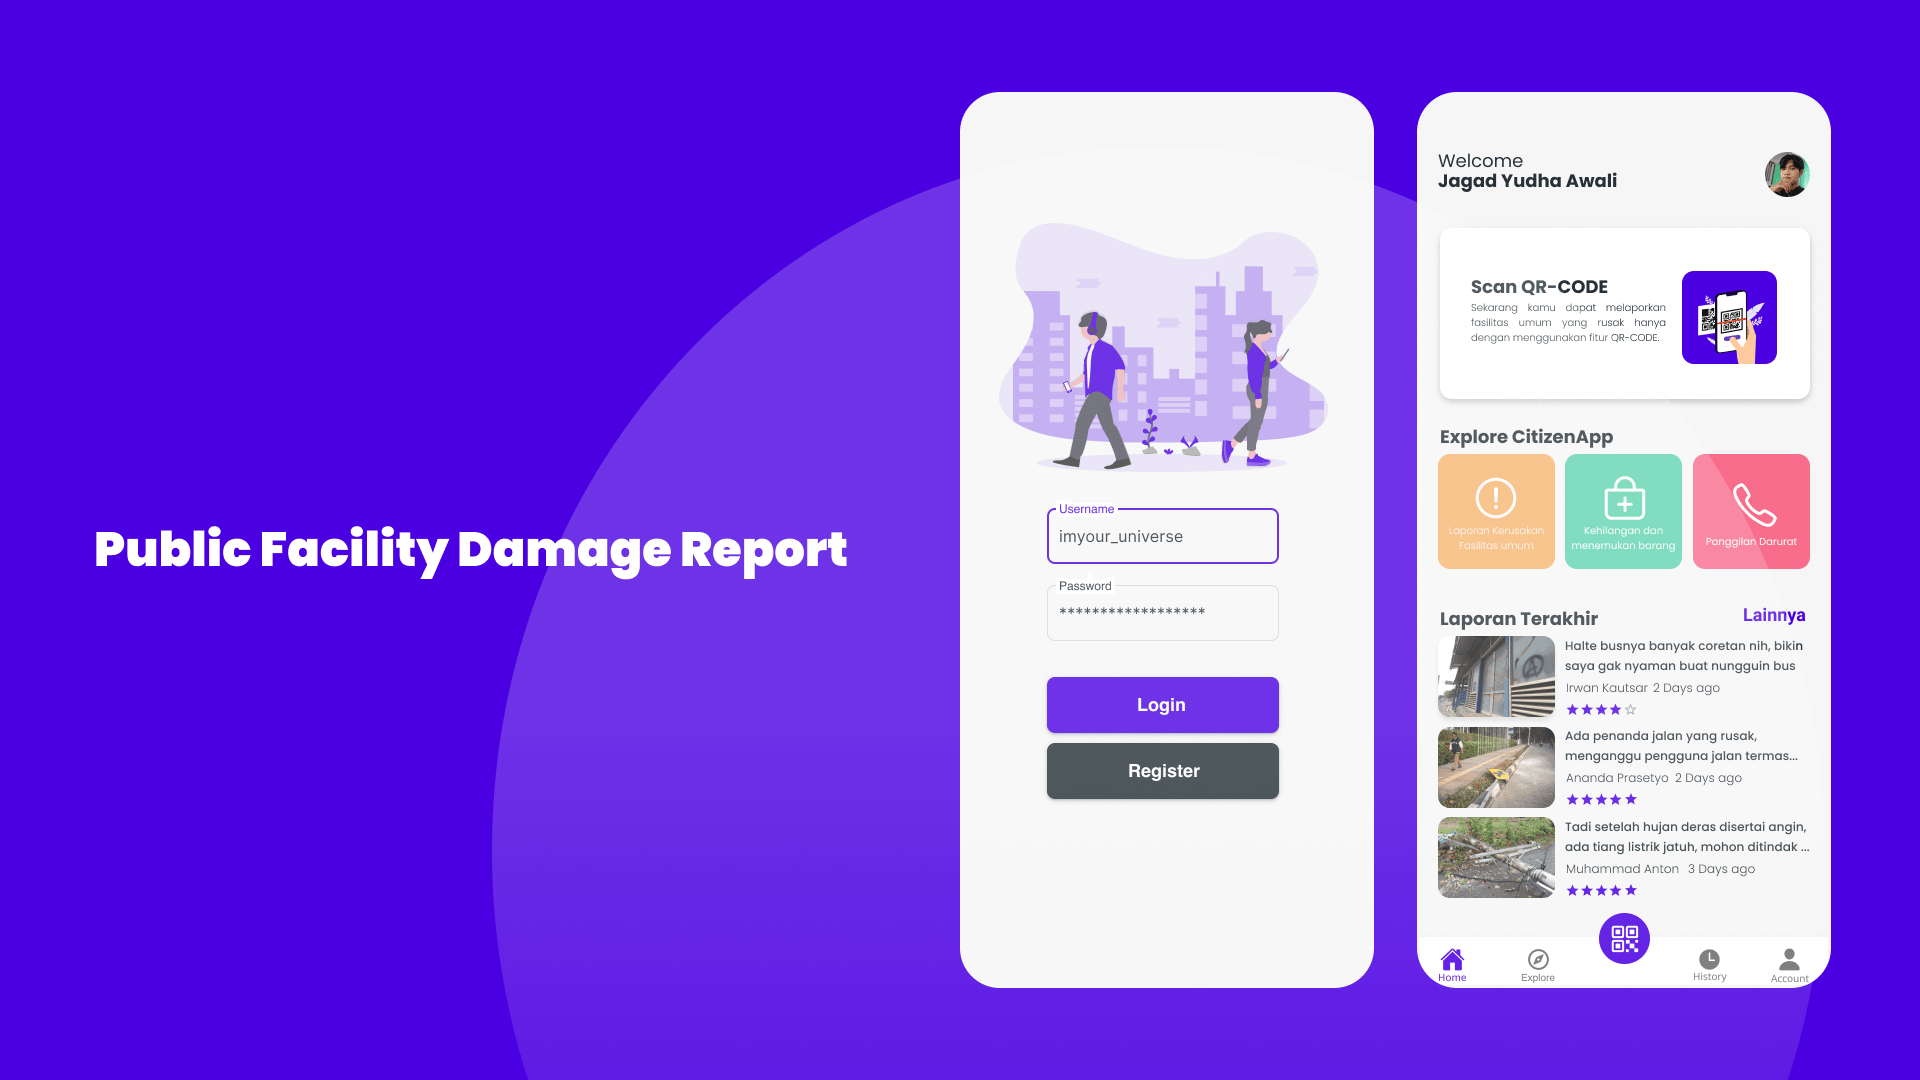 Public Facility Damage Report
Username
imyour_universe
Password
******************
Login
Register
Welcome
Jagad Yudha Awali
Scan QR-CODE
Sekarang kamu dapat melaporkan
fasilitas umum yang rusak hanya
dengan menggunakan fitur QR-CODE.
Explore CitizenApp
Laporan Kerusakan
Fasilitas umum
Kehilangan dan
menemukan barang
Panggilan Darurat
Laporan Terakhir
Lainnya
Halte busnya banyak coretan nih, bikin
saya gak nyaman buat nungguin bus
Irwan Kautsar 2 Days ago
Ada penanda jalan yang rusak,
menganggu pengguna jalan termas...
Ananda Prasetyo 2 Days ago
Tadi setelah hujan deras disertai angin,
ada tiang listrik jatuh, mohon ditindak ...
Muhammad Anton 3 Days ago
Home
Explore
History
Account